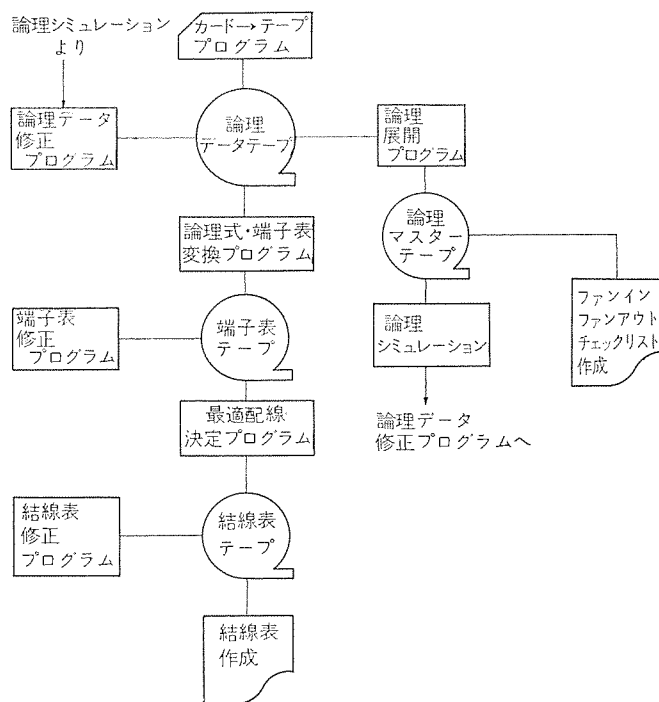 論理シミュレーション
より
カード→テープ
プログラム
論理データ
修正
プログラム
論理
データテープ
論理
展開
プログラム
論理式・端子表
変換プログラム
論理
マスター
テープ
端子表
修正
プログラム
端子表
テープ
論理
シミュレーション
ファンイン
ファンアウト
チェックリスト
作成
最適配線
決定プログラム
論理データ
修正プログラムへ
結線表
修正
プログラム
結線表
テープ
結線表
作成